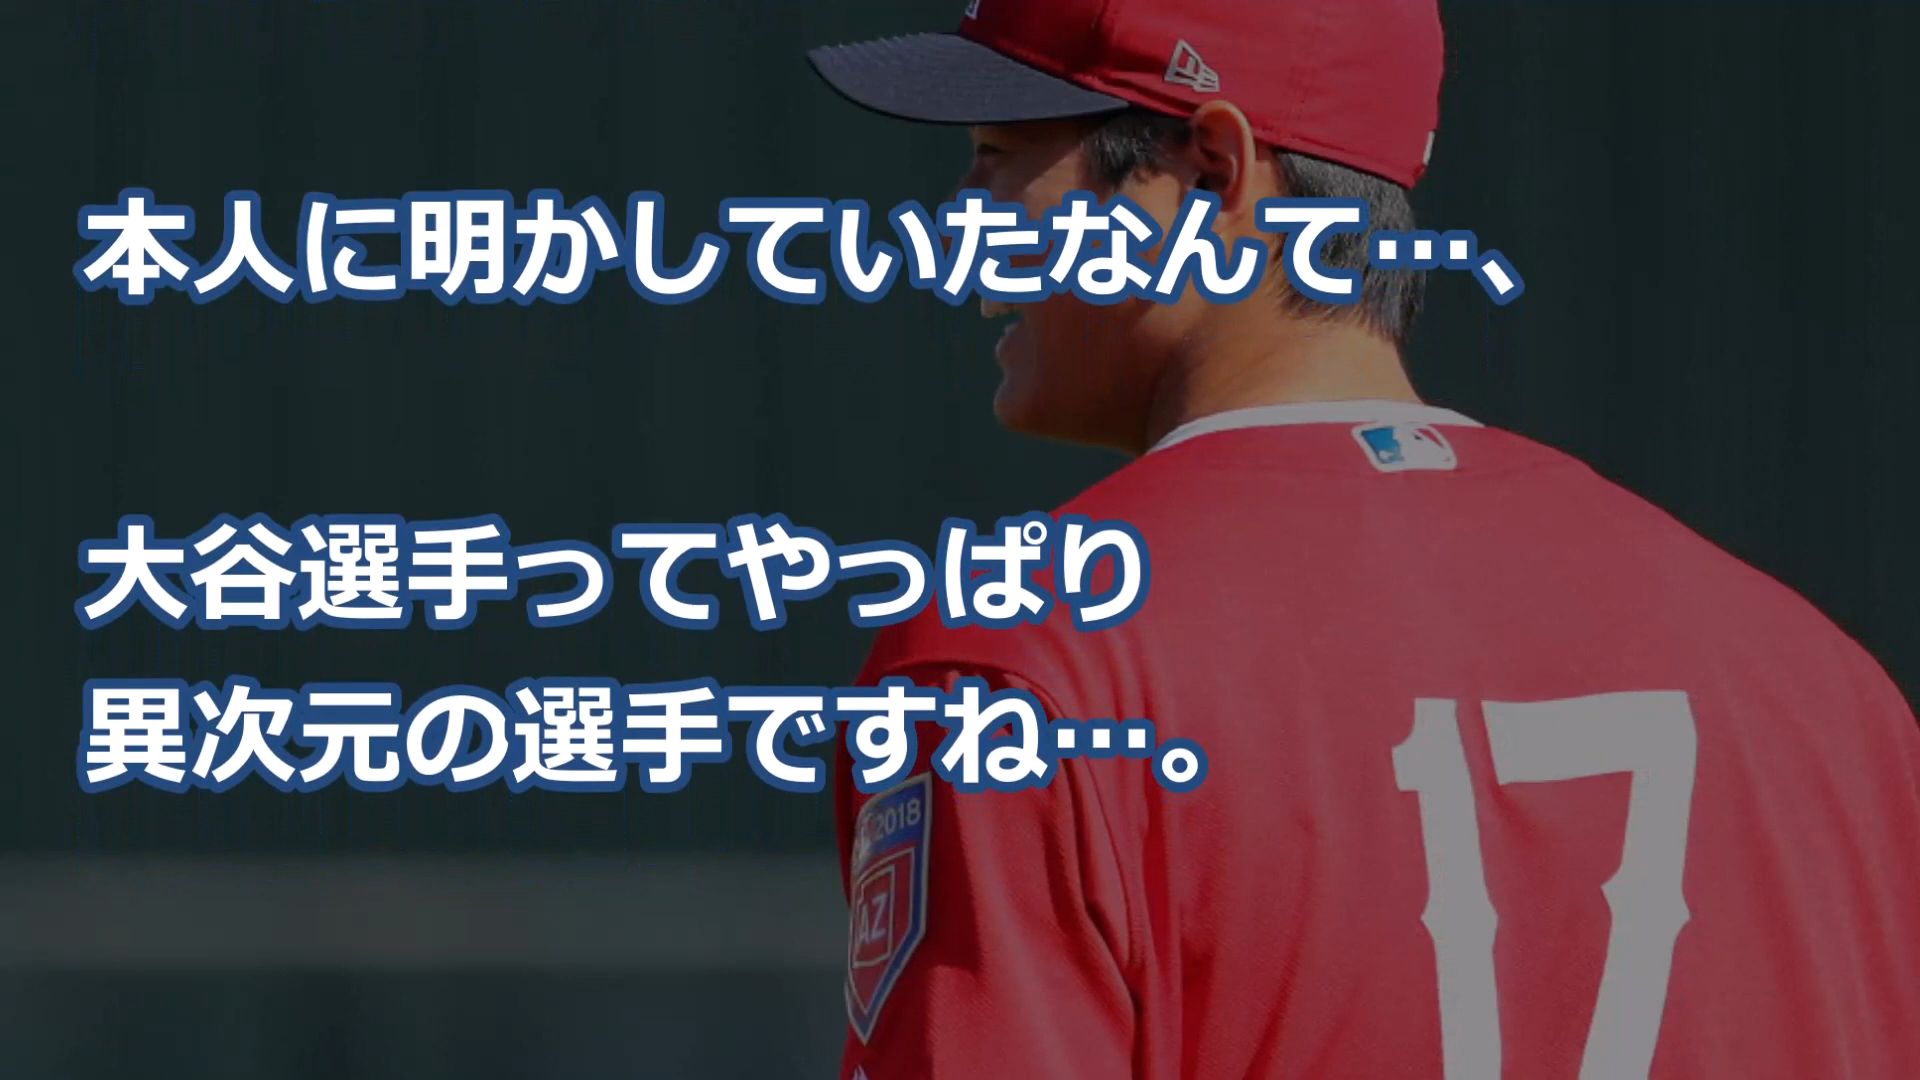 本人に明かしていたなんて…、
大谷選手ってやっぱり
異次元の選手ですね…。
2018
AZ
17